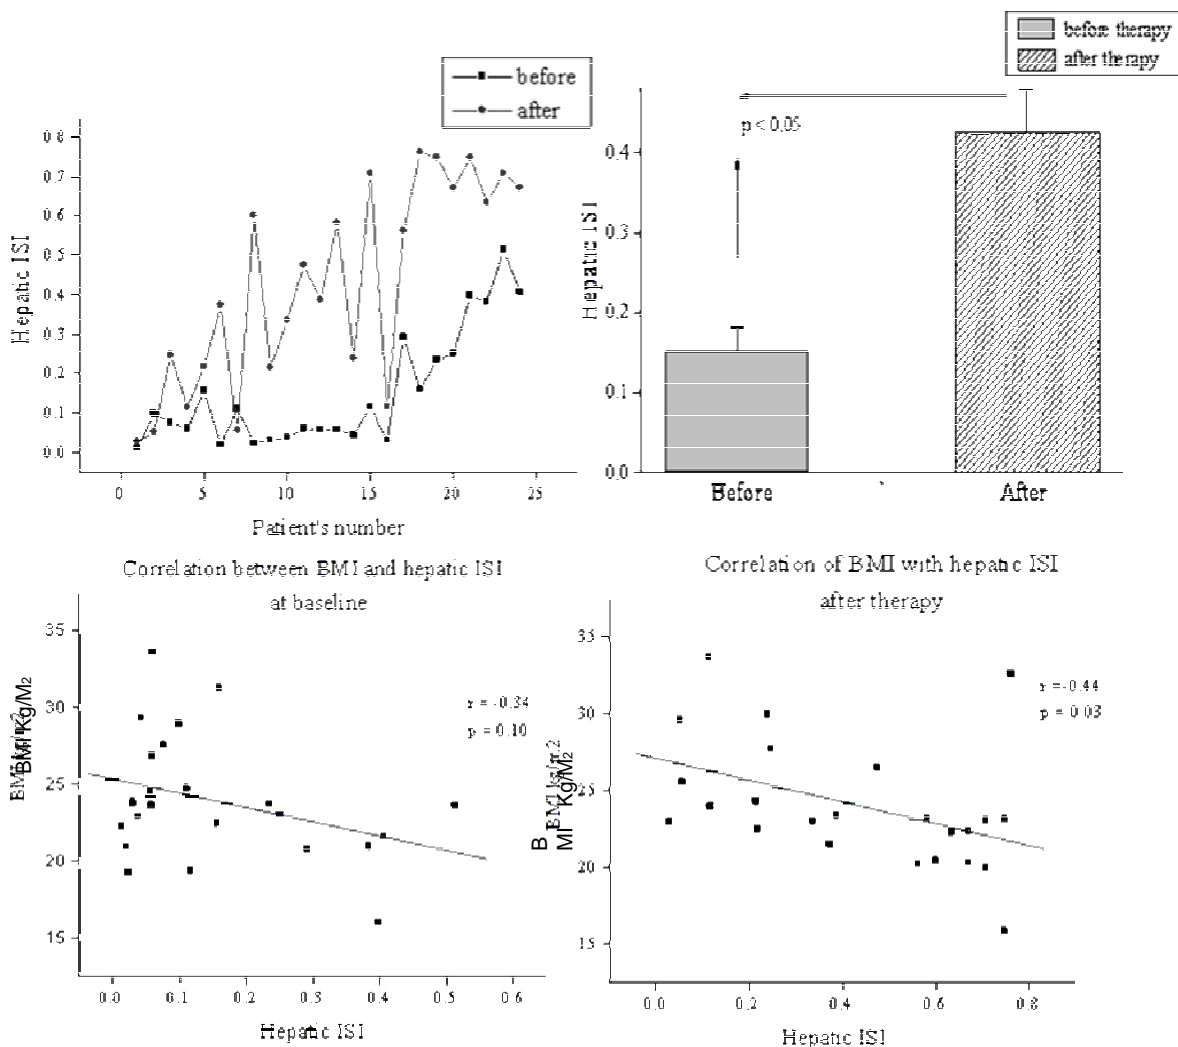 before
after
0.8
0.7
0.6
0.5
0.4
0.3
0.2
0.1
0.0
Hepatic ISI
0
5
10
15
20
25
Patient's number
before therapy
after therapy
p < 0.05
0.4
0.3
0.2
0.1
0.0
Hepatic ISI
Before
After
Correlation between BMI and hepatic ISI
at baseline
35
30
25
20
15
BMI Kg/M2
r = -0.34
p = 0.10
0.0
0.1
0.2
0.3
0.4
0.5
0.6
Hepatic ISI
Correlation of BMI with hepatic ISI
after therapy
35
30
25
20
15
B
MI Kg/M2
r = -0.44
p = 0.03
0.0
0.2
0.4
0.6
0.8
Hepatic ISI